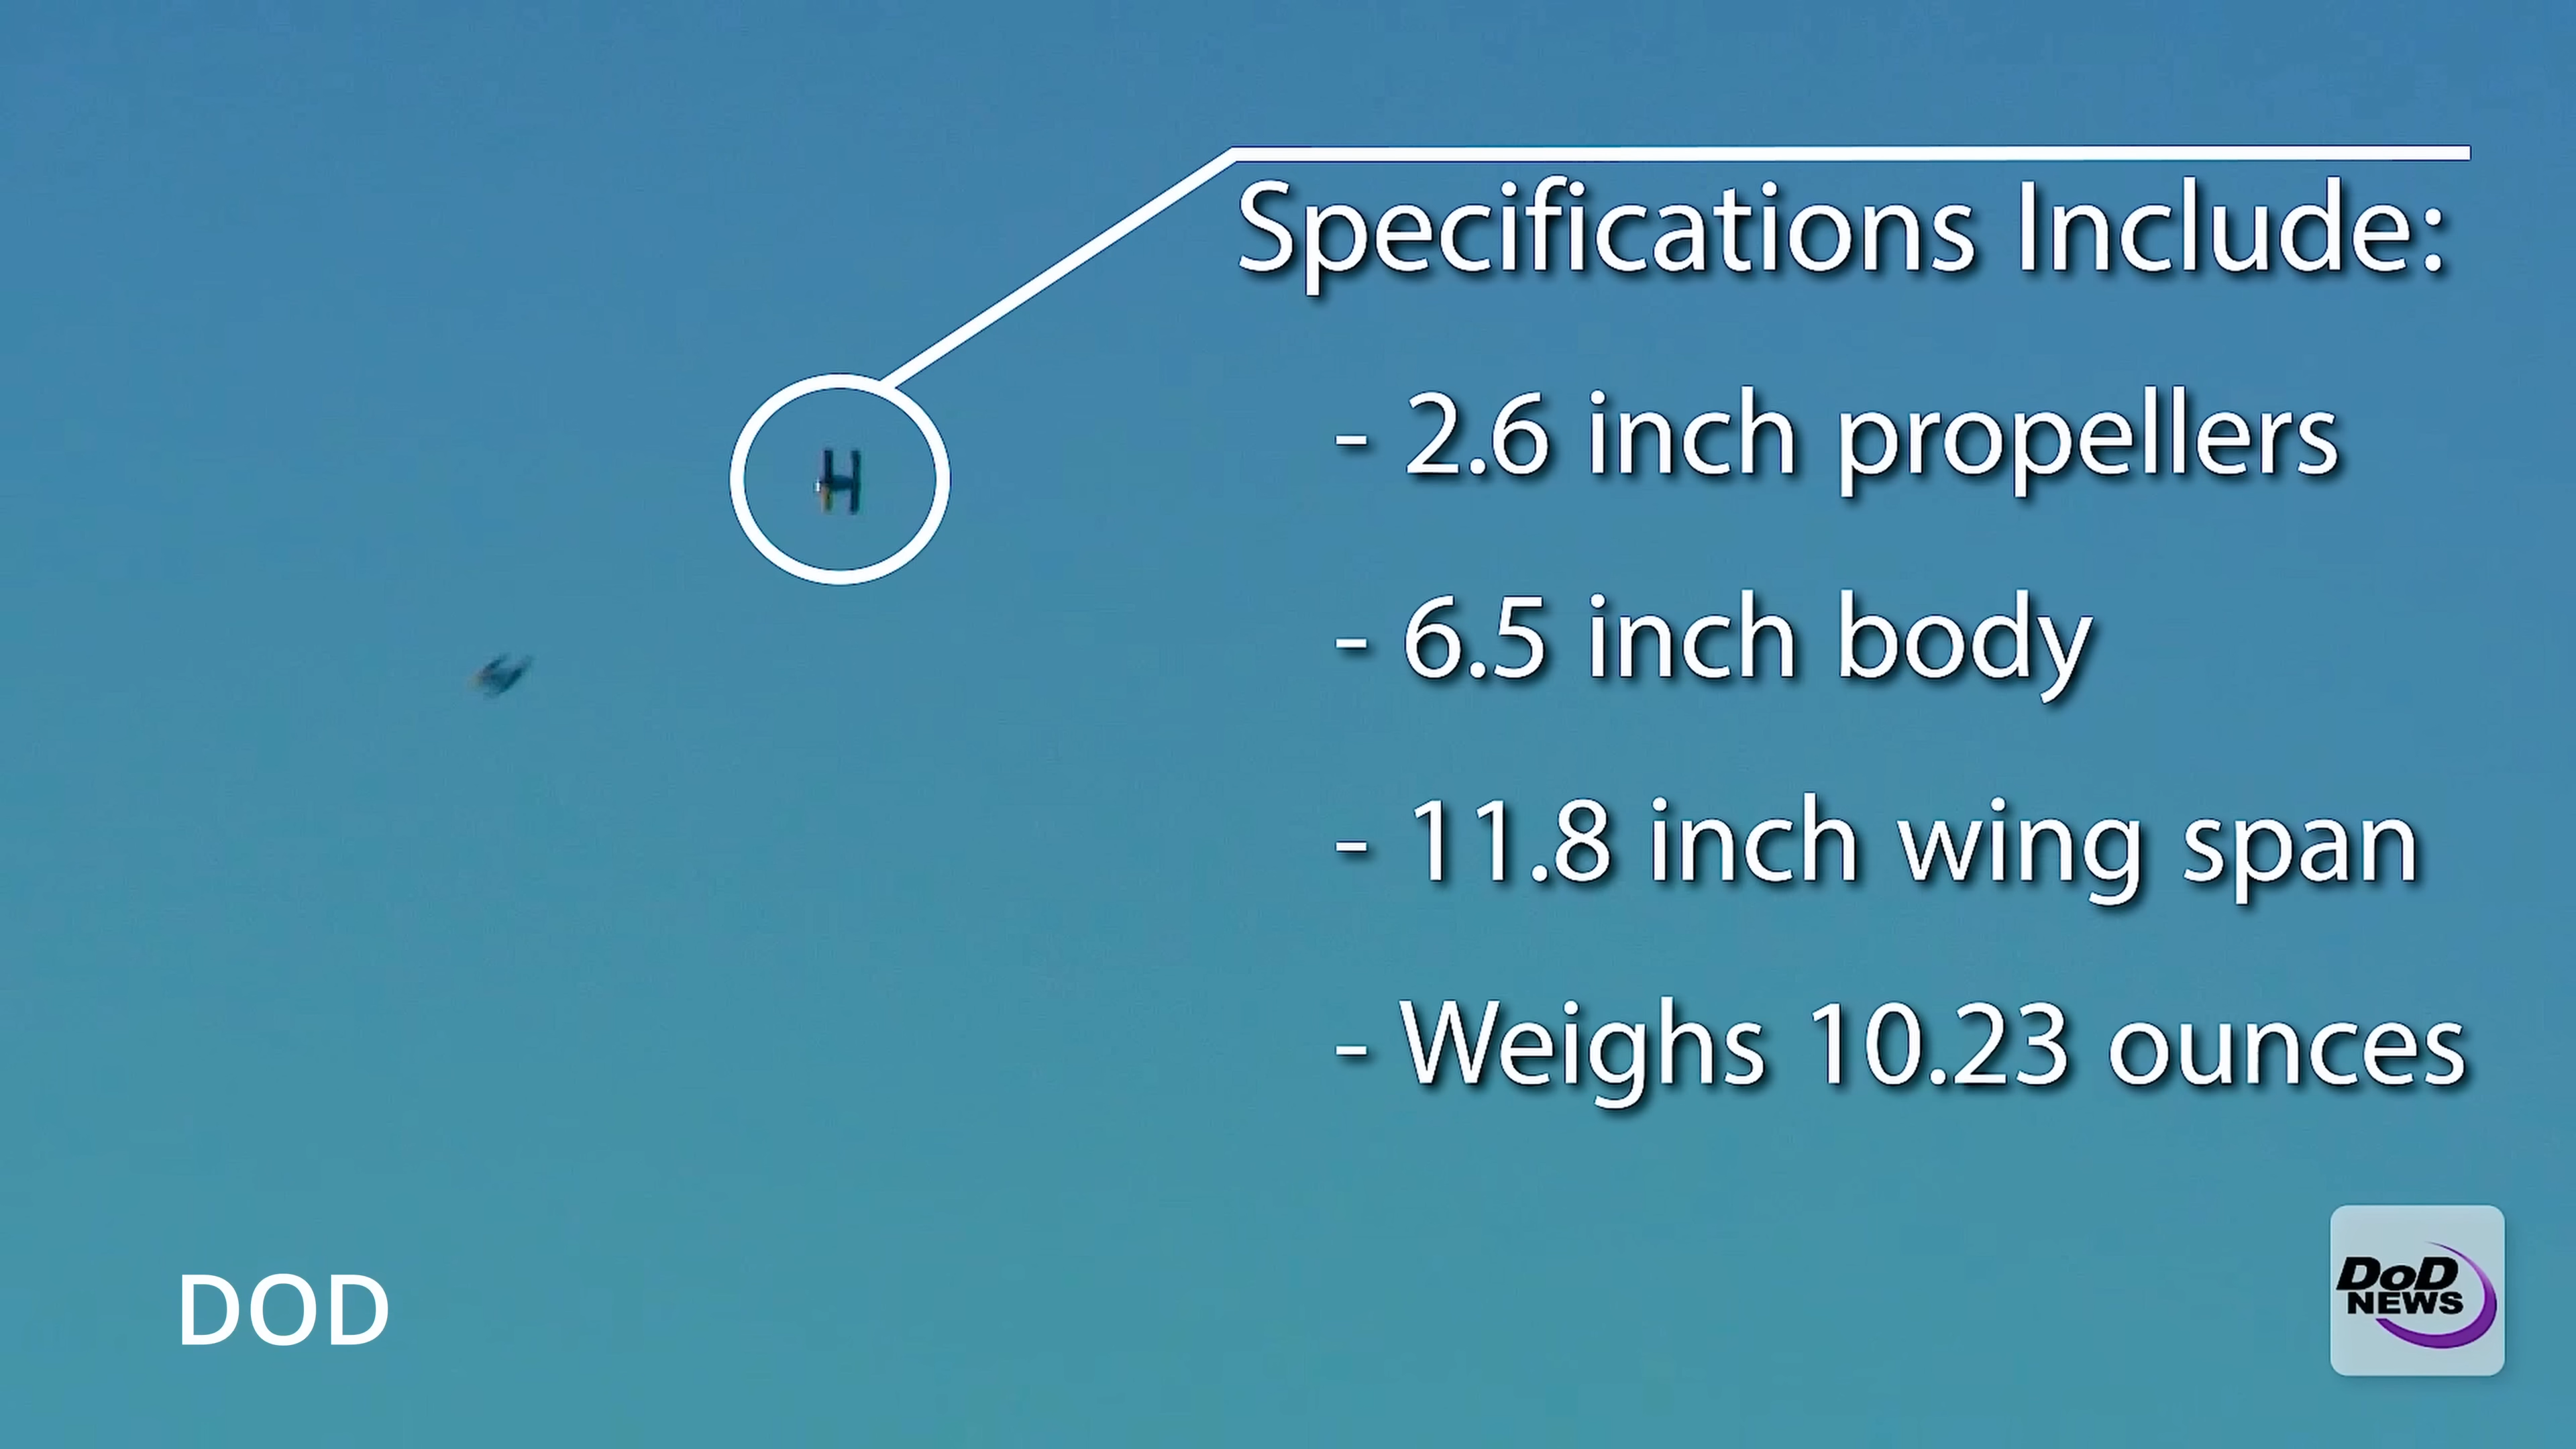 Specifications Include:
- 2.6 inch propellers
- 6.5 inch body
- 11.8 inch wing span
- Weighs 10.23 ounces
DOD
DoD
NEWS